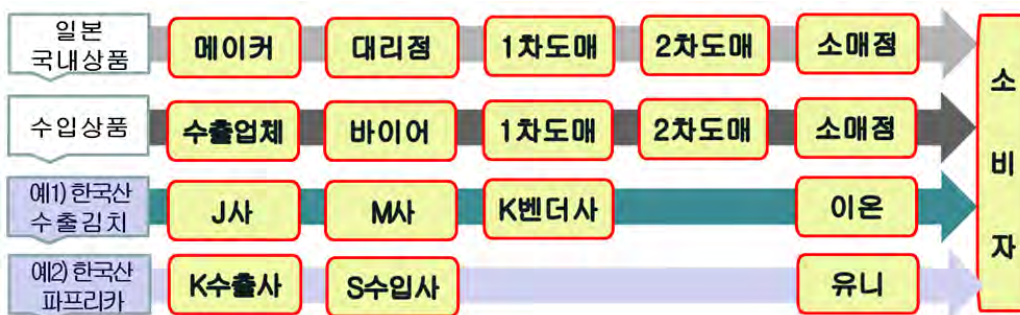 일본
국내상품
메이커
대리점
1차도매
2차도매
소매점
수입상품
수출업체
바이어
1차도매
2차도매
소매점
예1) 한국산
수출김치
J사
M사
K벤더사
이온
예2) 한국산
파프리카
K수출사
S수입사
유니
소
비
자